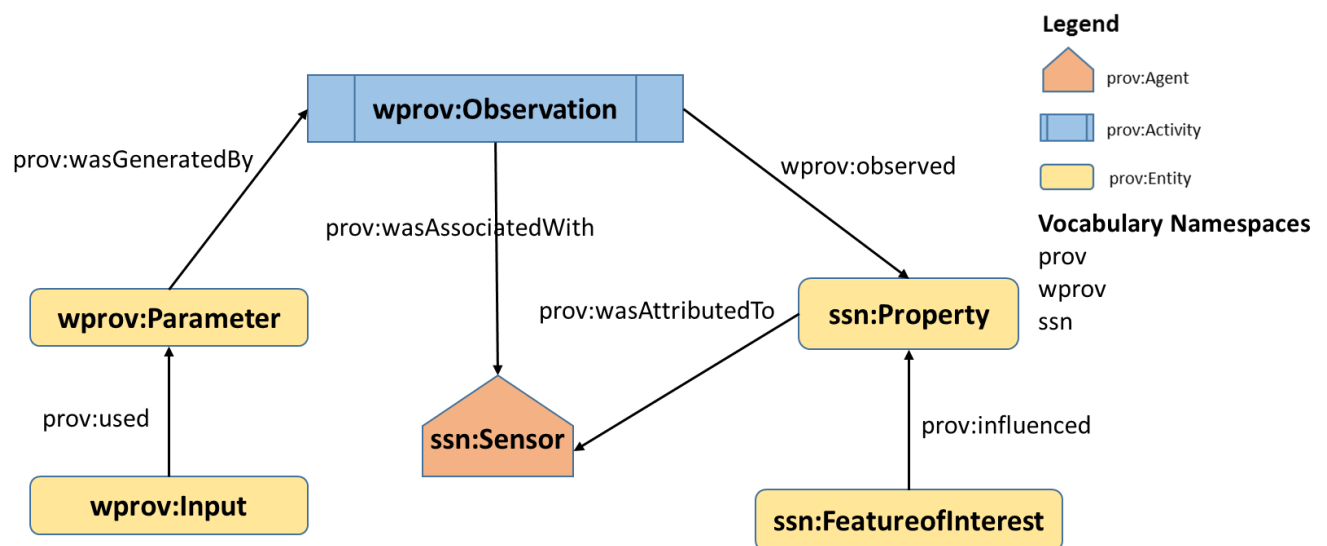 Legend
prov:Agent
prov:Activity
prov:Entity
Vocabulary Namespaces
prov
wprov
ssn
wprov:Observation
prov:wasGeneratedBy
wprov:observed
prov:wasAssociatedWith
wprov:Parameter
prov:wasAttributedTo
ssn:Property
prov:used
ssn:Sensor
prov:influenced
wprov:Input
ssn:FeatureofInterest